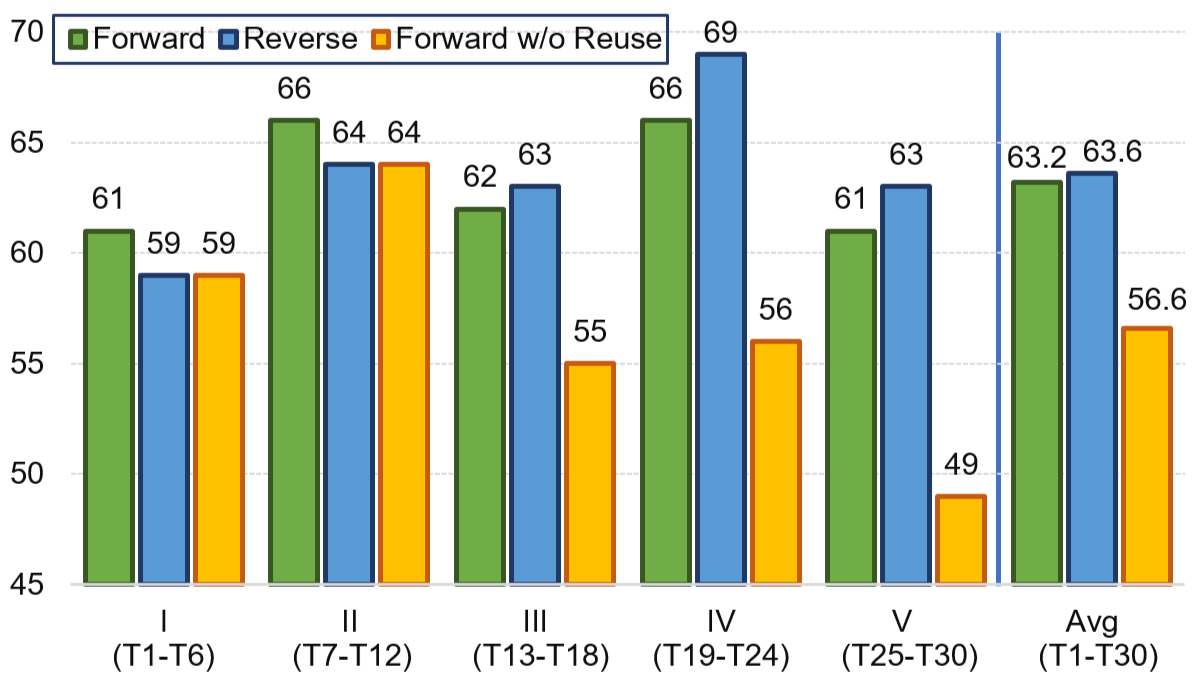 Forward Reverse Forward w/o Reuse
70
65
60
55
50
45
61 59 59
66 64 64
62 63 55
66 69 56
61 63 49
63.2 63.6 56.6
I II III IV V Avg
(T1-T6) (T7-T12) (T13-T18) (T19-T24) (T25-T30) (T1-T30)